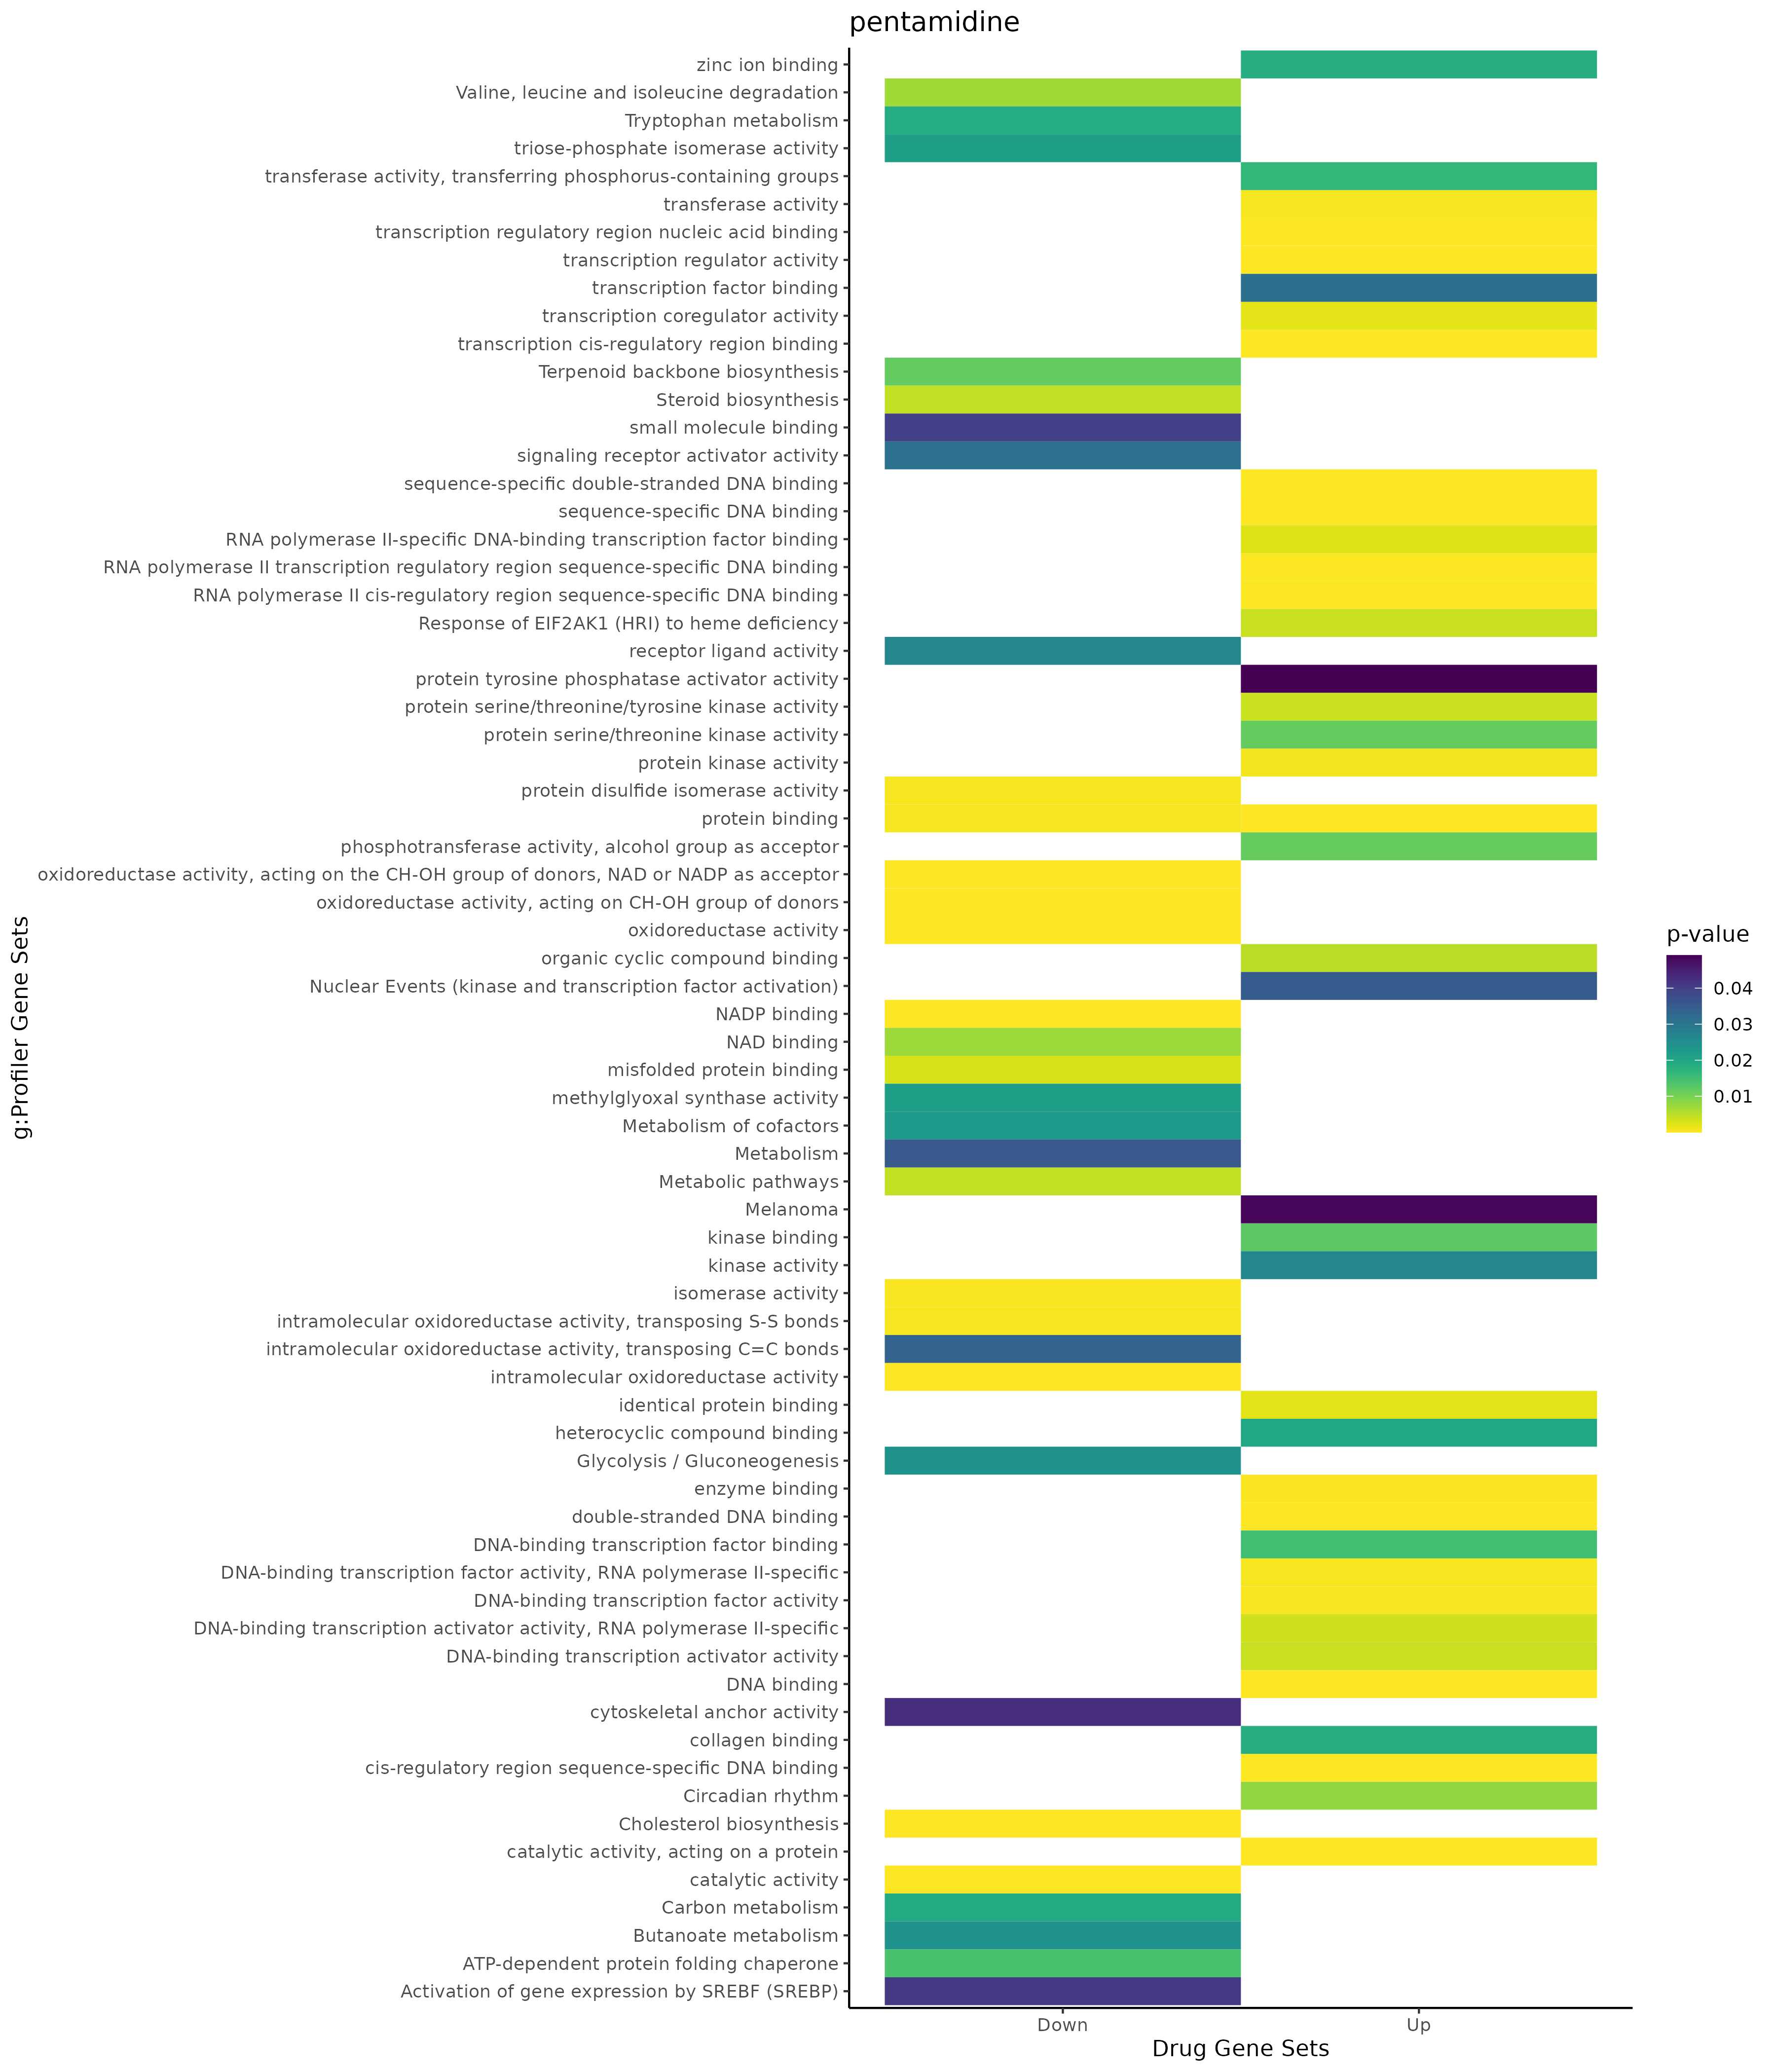 pentamidine
zinc ion binding
Valine, leucine and isoleucine degradation
Tryptophan metabolism
triose-phosphate isomerase activity
transferase activity, transferring phosphorus-containing groups
transferase activity
transcription regulatory region nucleic acid binding
transcription regulator activity
transcription factor binding
transcription coregulator activity
transcription cis-regulatory region binding
Terpenoid backbone biosynthesis
Steroid biosynthesis
small molecule binding
signaling receptor activator activity
sequence-specific double-stranded DNA binding
sequence-specific DNA binding
RNA polymerase II-specific DNA-binding transcription factor binding
RNA polymerase II transcription regulatory region sequence-specific DNA binding
RNA polymerase II cis-regulatory region sequence-specific DNA binding
Response of EIF2AK1 (HRI) to heme deficiency
receptor ligand activity
protein tyrosine phosphatase activator activity
protein serine/threonine/tyrosine kinase activity
protein serine/threonine kinase activity
protein kinase activity
protein disulfide isomerase activity
protein binding
phosphotransferase activity, alcohol group as acceptor
oxidoreductase activity, acting on the CH-OH group of donors, NAD or NADP as acceptor
oxidoreductase activity, acting on CH-OH group of donors
oxidoreductase activity
organic cyclic compound binding
Nuclear Events (kinase and transcription factor activation)
NADP binding
NAD binding
misfolded protein binding
methylglyoxal synthase activity
Metabolism of cofactors
Metabolism
Metabolic pathways
Melanoma
kinase binding
kinase activity
isomerase activity
intramolecular oxidoreductase activity, transposing S-S bonds
intramolecular oxidoreductase activity, transposing C=C bonds
intramolecular oxidoreductase activity
identical protein binding
heterocyclic compound binding
Glycolysis / Gluconeogenesis
enzyme binding
double-stranded DNA binding
DNA-binding transcription factor binding
DNA-binding transcription factor activity, RNA polymerase II-specific
DNA-binding transcription factor activity
DNA-binding transcription activator activity, RNA polymerase II-specific
DNA-binding transcription activator activity
DNA binding
cytoskeletal anchor activity
collagen binding
cis-regulatory region sequence-specific DNA binding
Circadian rhythm
Cholesterol biosynthesis
catalytic activity, acting on a protein
catalytic activity
Carbon metabolism
Butanoate metabolism
ATP-dependent protein folding chaperone
Activation of gene expression by SREBF (SREBP)
g:Profiler Gene Sets
Down
Up
Drug Gene Sets
p-value
0.04
0.03
0.02
0.01